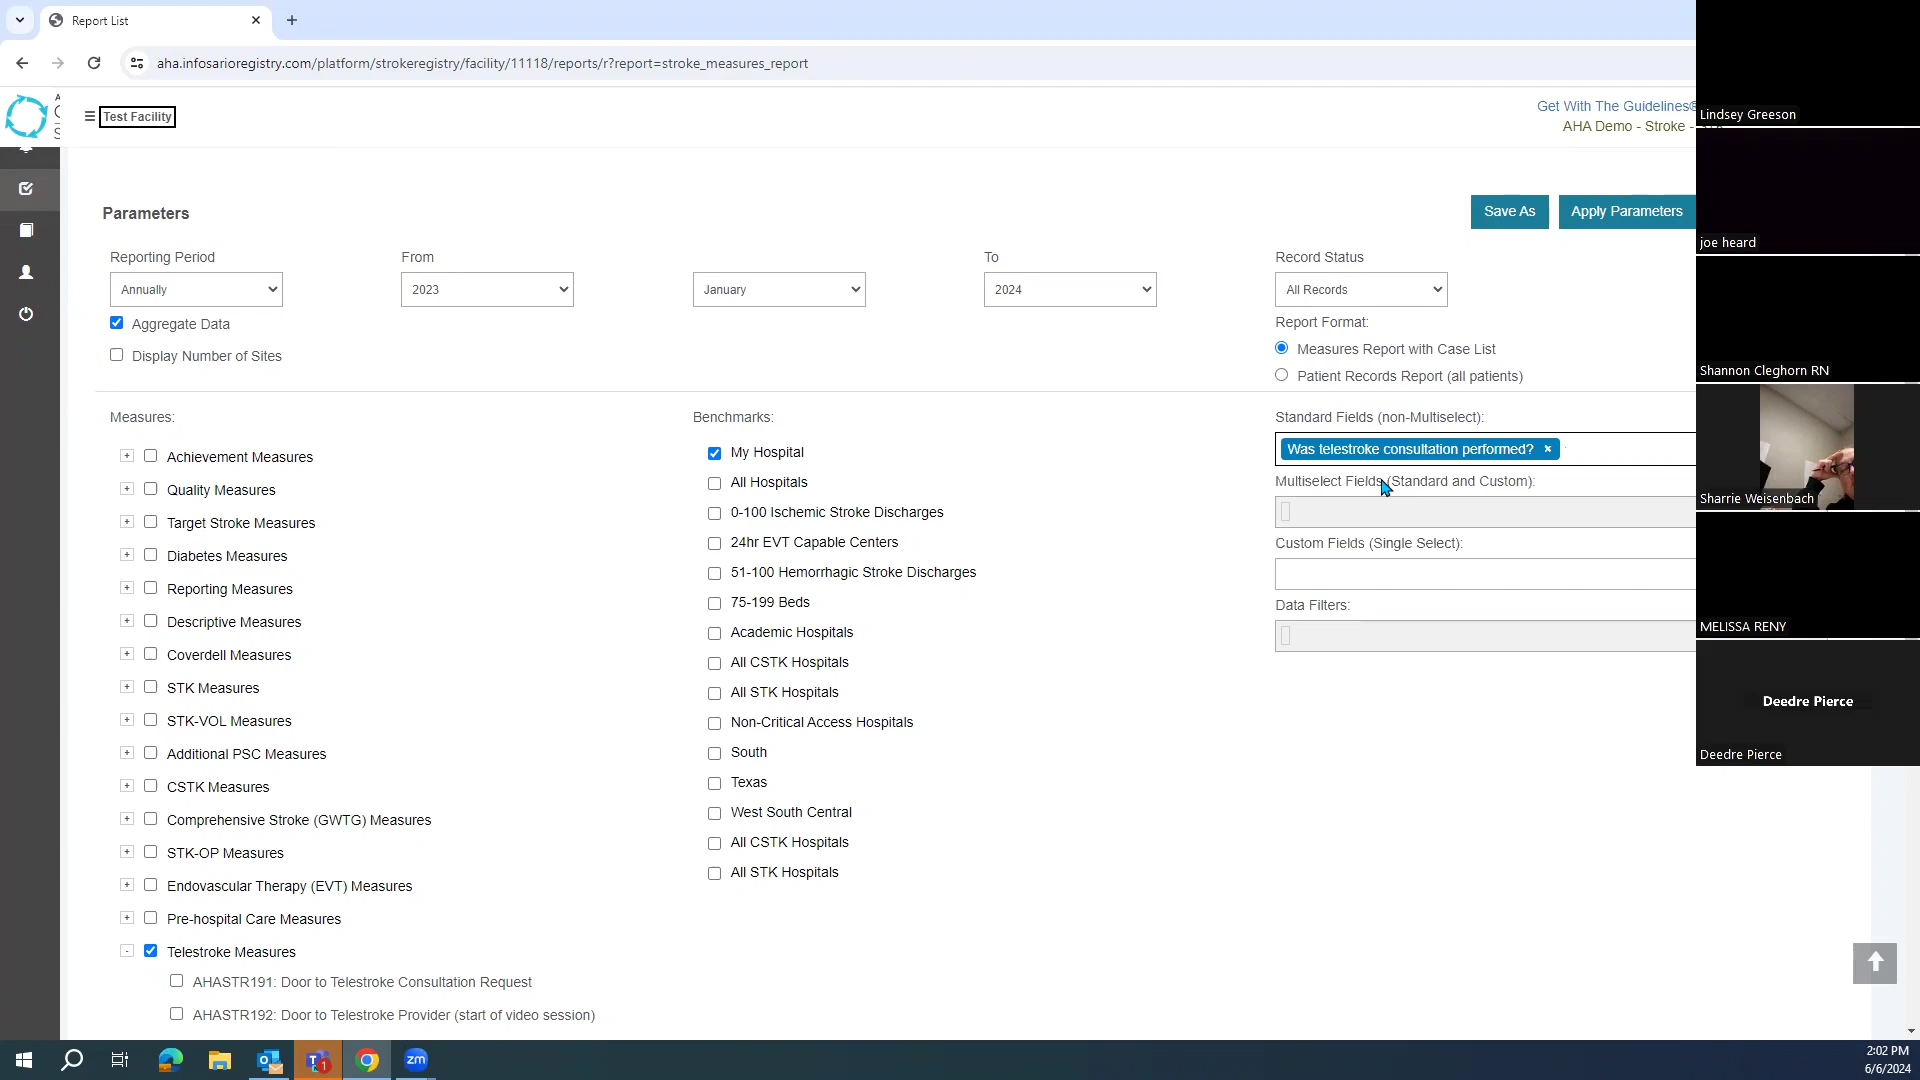 Report List
aha.infosarioregistry.com/platform/strokeregistry/facility/11118/reports/r?report=stroke_measures_report
Test Facility
Get With The Guidelines®
AHA Demo - Stroke -
Parameters
Save As
Apply Parameters
Reporting Period
From
To
Record Status
Annually
2023
January
2024
All Records
Aggregate Data
Display Number of Sites
Report Format:
Measures Report with Case List
Patient Records Report (all patients)
Measures:
Achievement Measures
Quality Measures
Target Stroke Measures
Diabetes Measures
Reporting Measures
Descriptive Measures
Coverdell Measures
STK Measures
STK-VOL Measures
Additional PSC Measures
CSTK Measures
Comprehensive Stroke (GWTG) Measures
STK-OP Measures
Endovascular Therapy (EVT) Measures
Pre-hospital Care Measures
Telestroke Measures
AHASTR191: Door to Telestroke Consultation Request
AHASTR192: Door to Telestroke Provider (start of video session)
Benchmarks:
My Hospital
All Hospitals
0-100 Ischemic Stroke Discharges
24hr EVT Capable Centers
51-100 Hemorrhagic Stroke Discharges
75-199 Beds
Academic Hospitals
All CSTK Hospitals
All STK Hospitals
Non-Critical Access Hospitals
South
Texas
West South Central
All CSTK Hospitals
All STK Hospitals
Standard Fields (non-Multiselect):
Was telestroke consultation performed? ×
Multiselect Fields (Standard and Custom):
Custom Fields (Single Select):
Data Filters:
Lindsey Greeson
joe heard
Shannon Cleghorn RN
Sharrie Weisenbach
MELISSA RENY
Deedre Pierce
Deedre Pierce
1
zm
2:02 PM
6/6/2024